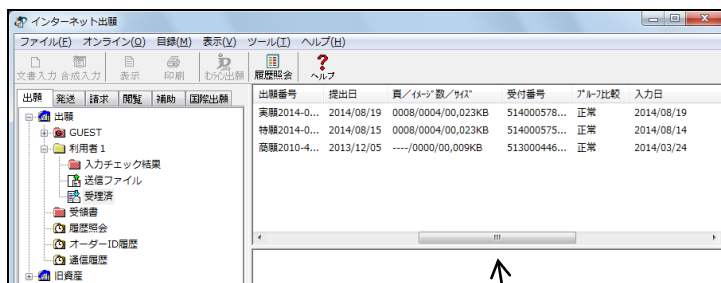 インターネット出願
ファイル(F) オンライン(O) 目録(M) 表示(V) ツール(T) ヘルプ(H)
文書入力 合成入力 表示 印刷 わらぶ出願 履歴照会 ヘルプ
出願 発送 請求 閲覧 補助 国際出願
出願番号 提出日 頁/イメージ数/サイズ 受付番号 プルーフ比較 入力日
出願
GUEST
利用者1
入力チェック結果
送信ファイル
受理済
受領書
履歴照会
オーダーID履歴
通信履歴
旧資産
実願2014-0... 2014/08/19 0008/0004/00,023KB 514000578... 正常 2014/08/19
特願2014-0... 2014/08/15 0008/0004/00,023KB 514000575... 正常 2014/08/14
商願2010-4... 2013/12/05 ----/0000/00,009KB 513000446... 正常 2014/03/24